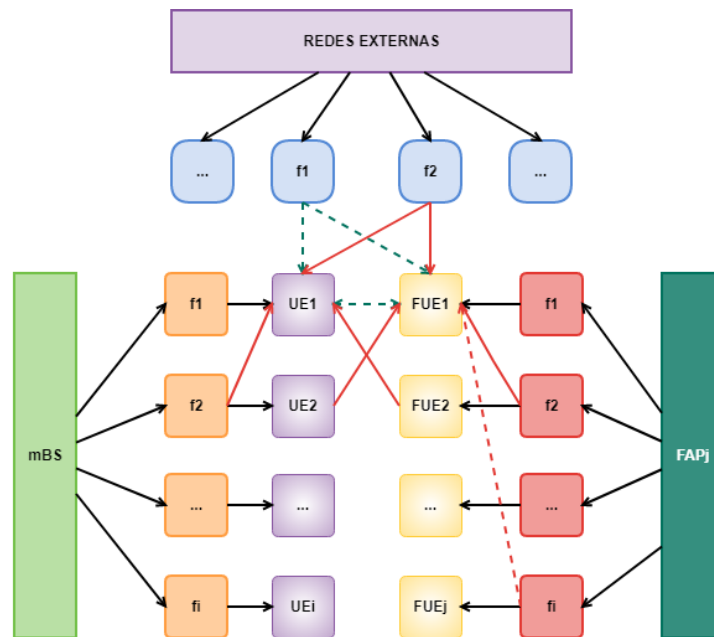 REDES EXTERNAS
...
f1
f2
...
f1
UE1
FUE1
f1
f2
UE2
FUE2
f2
mBS
FAPj
...
...
...
...
fi
UEi
FUEj
fi